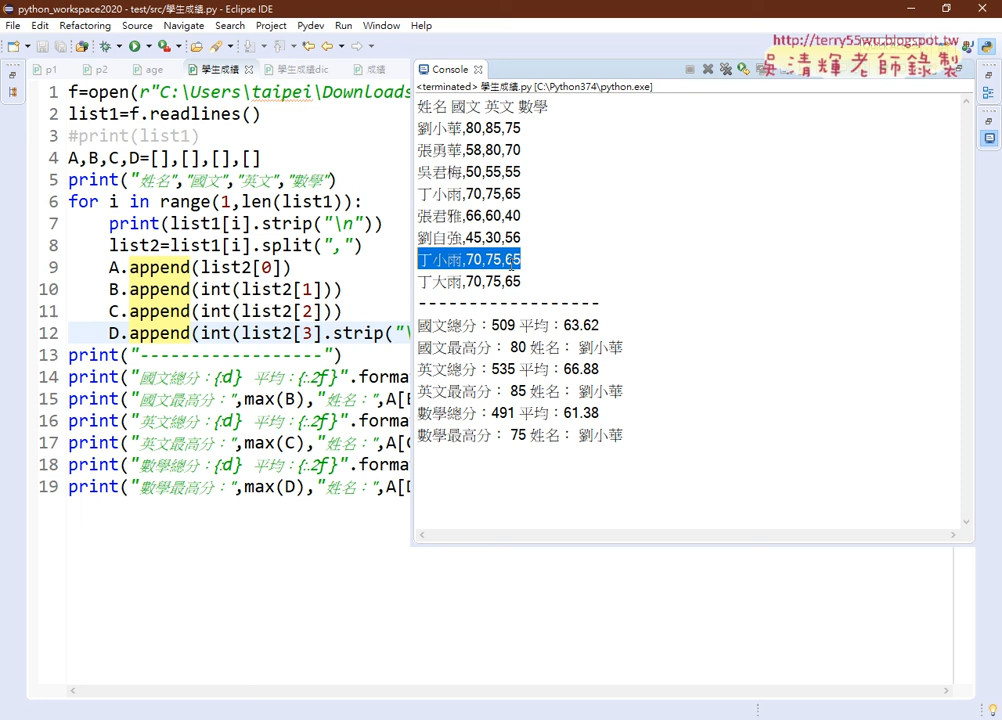 python_workspace2020 - test/src/學生成績.py - Eclipse IDE
File Edit Refactoring Source Navigate Search Project Pydev Run Window Help
http://terry55wu.blogspot.tw
吳清輝老師錄製
p1 p2 age 學生成績 學生成績dic 成績
Console
<terminated> 學生成績.py [C:\Python374\python.exe]
1 f=open(r"C:\Users\taipei\Downloads
2 list1=f.readlines()
3 #print(list1)
4 A,B,C,D=[],[],[],[]
5 print("姓名","國文","英文","數學")
6 for i in range(1,len(list1)):
7 print(list1[i].strip("\n"))
8 list2=list1[i].split(",")
9 A.append(list2[0])
10 B.append(int(list2[1]))
11 C.append(int(list2[2]))
12 D.append(int(list2[3].strip("\
13 print("------------------")
14 print("國文總分：{:d} 平均：{:.2f}".forma
15 print("國文最高分：",max(B),"姓名：",A[B
16 print("英文總分：{:d} 平均：{:.2f}".forma
17 print("英文最高分：",max(C),"姓名：",A[C
18 print("數學總分：{:d} 平均：{:.2f}".forma
19 print("數學最高分：",max(D),"姓名：",A[D
姓名 國文 英文 數學
劉小華,80,85,75
張勇華,58,80,70
吳君梅,50,55,55
丁小雨,70,75,65
張君雅,66,60,40
劉自強,45,30,56
丁小雨,70,75,65
丁大雨,70,75,65
------------------
國文總分：509 平均：63.62
國文最高分： 80 姓名： 劉小華
英文總分：535 平均：66.88
英文最高分： 85 姓名： 劉小華
數學總分：491 平均：61.38
數學最高分： 75 姓名： 劉小華